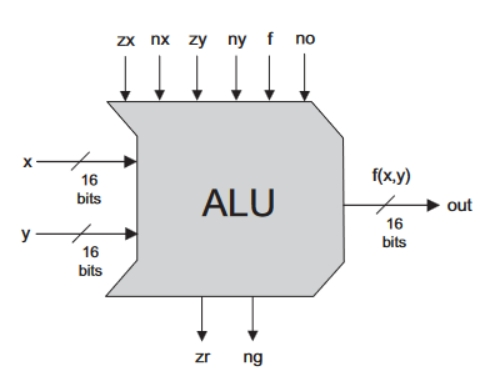 zx nx zy ny f no
x
16
bits
y
16
bits
ALU
f(x,y)
16
bits
out
zr ng